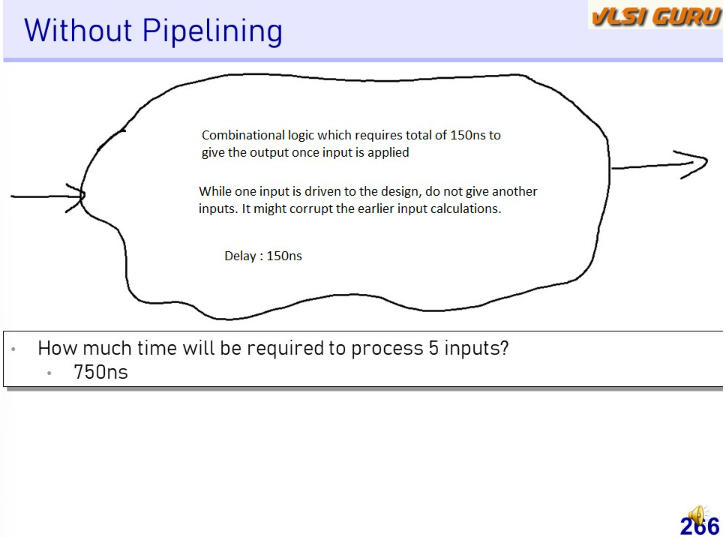 Without Pipelining
VLSI GURU
Combinational logic which requires total of 150ns to
give the output once input is applied
While one input is driven to the design, do not give another
inputs. It might corrupt the earlier input calculations.
Delay : 150ns
• How much time will be required to process 5 inputs?
• 750ns
266